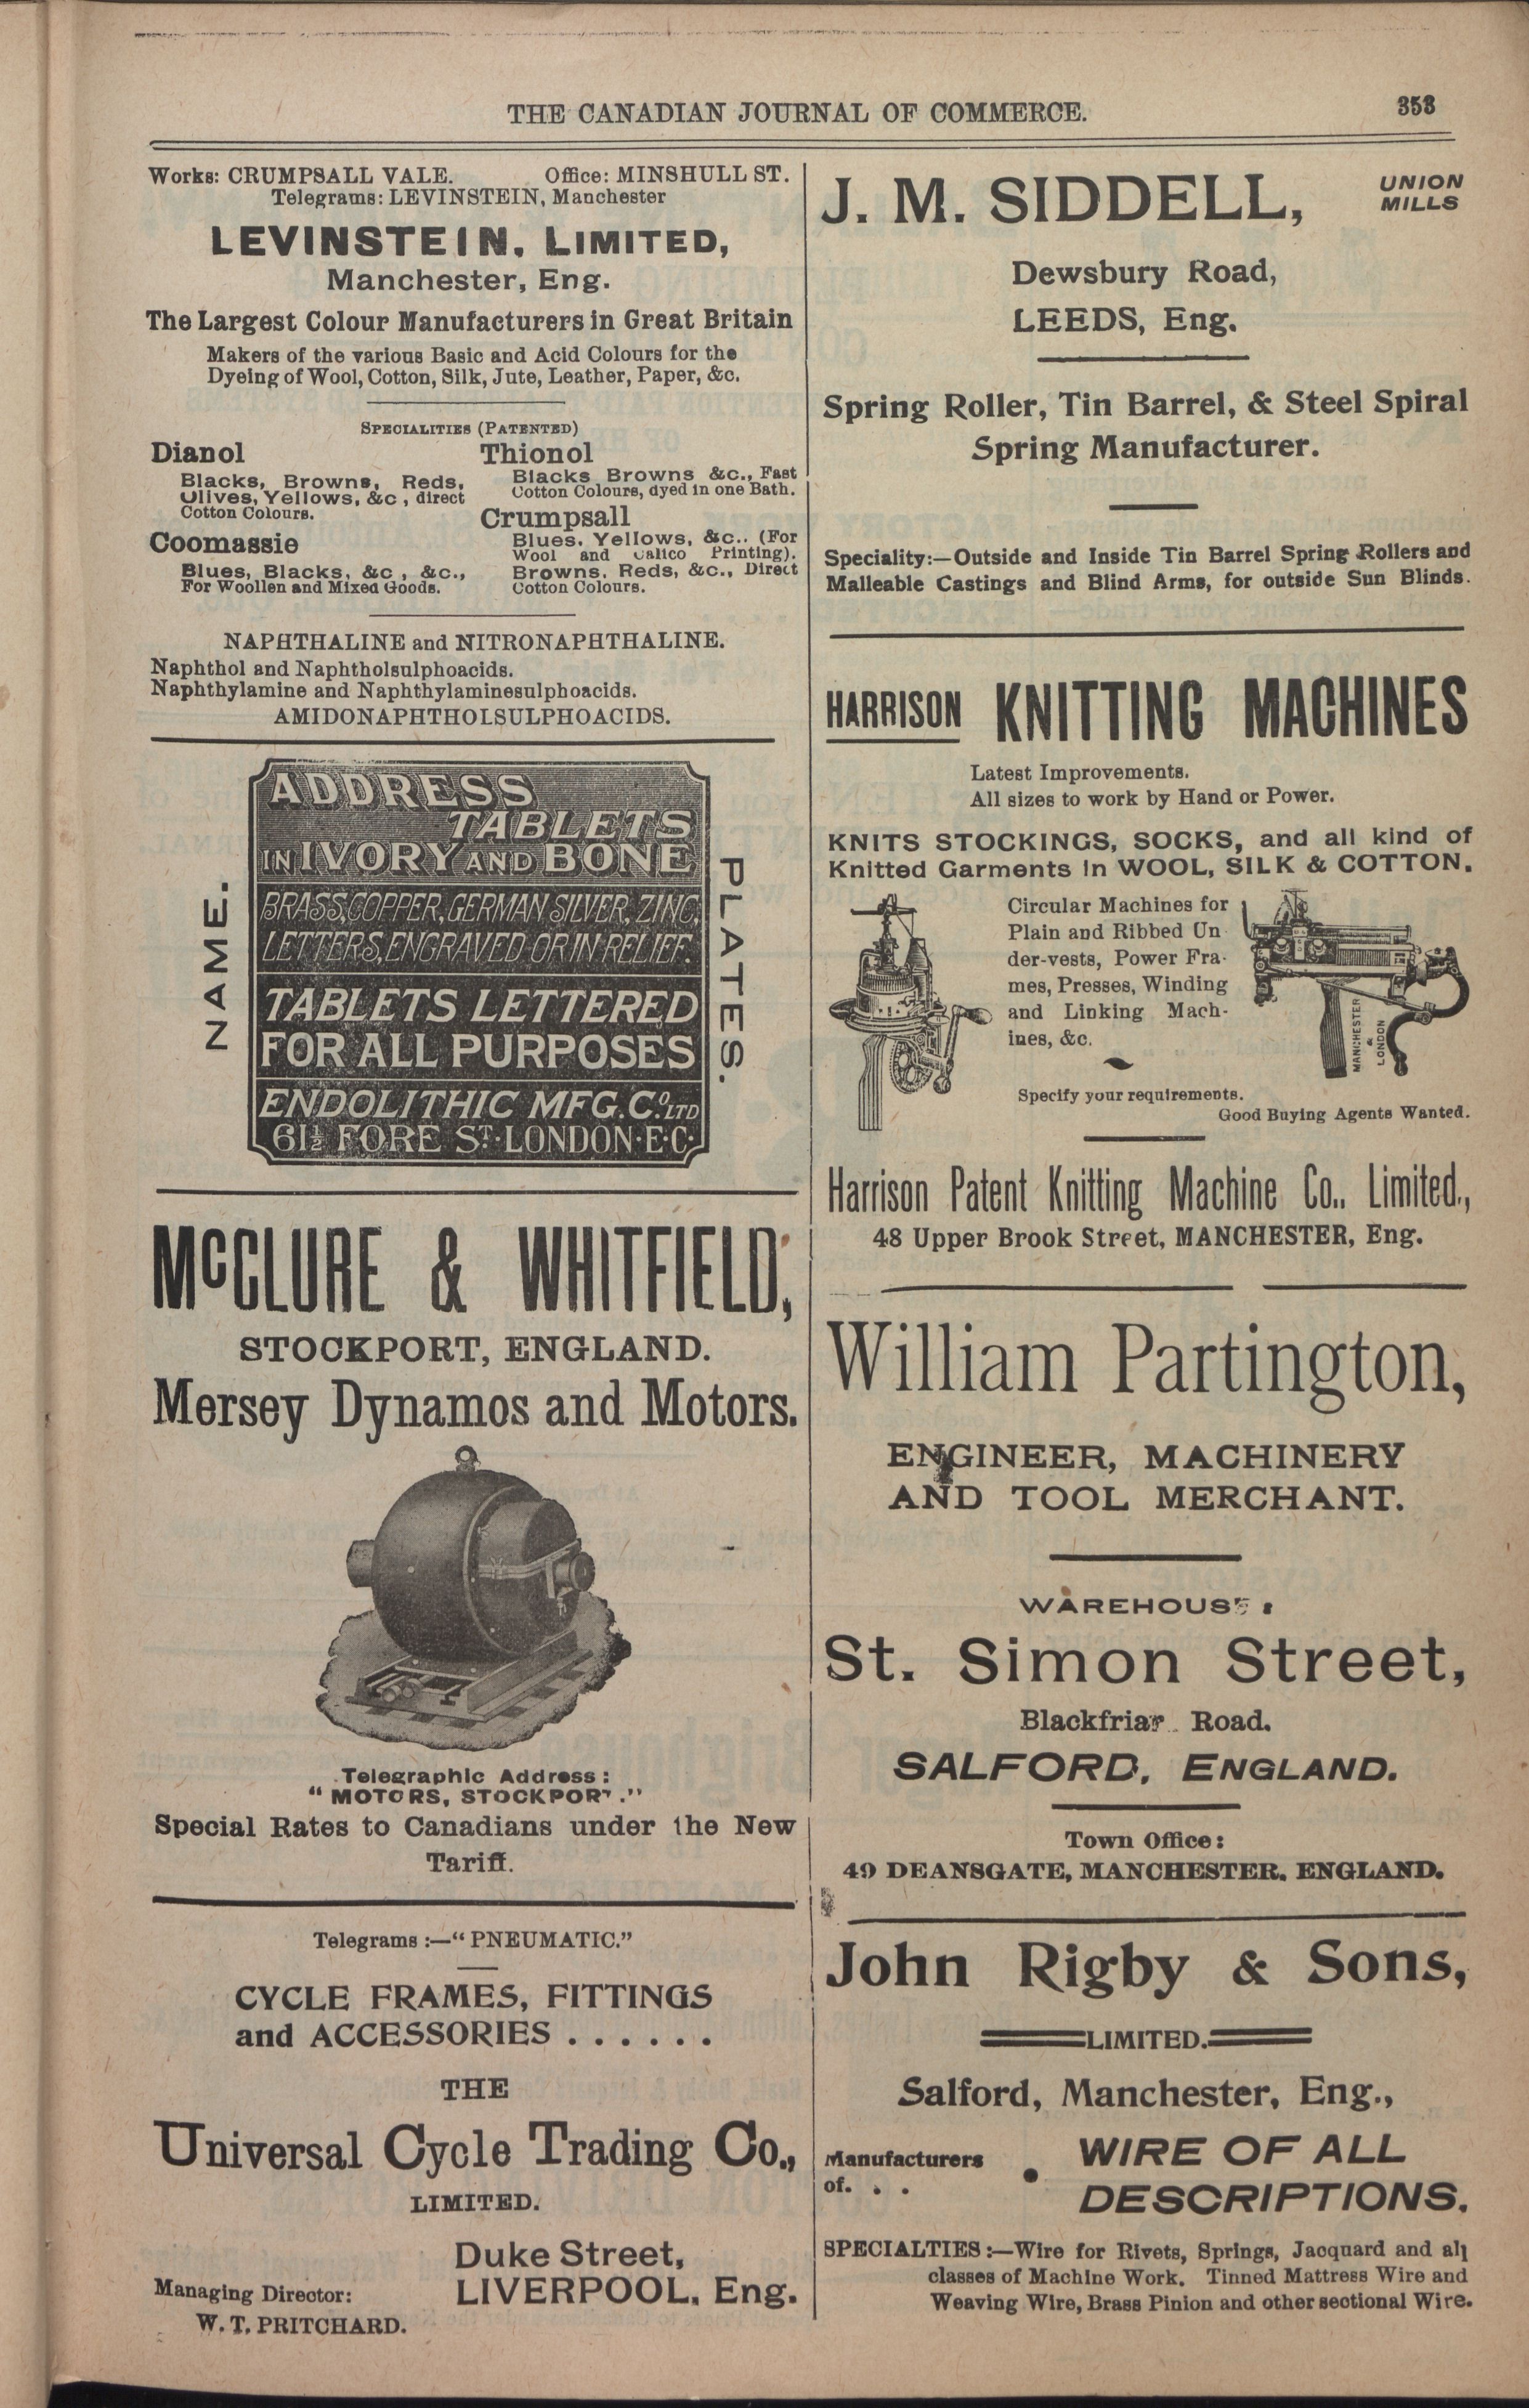 THE CANADIAN JOURNAL OF COMMERCE. 353
Works: CRUMPSALL VALE. Office: MINSHULL ST.
Telegrams: LEVINSTEIN, Manchester
LEVINSTEIN, LIMITED,
Manchester, Eng.
The Largest Colour Manufacturers in Great Britain
Makers of the various Basic and Acid Colours for the
Dyeing of Wool, Cotton, Silk, Jute, Leather, Paper, &c.
SPECIALITIES (PATENTED)
Dianol
Blacks, Browns, Reds,
Olives, Yellows, &c , direct
Cotton Colours.
Coomassie
Blues, Blacks, &c , &c.,
For Woollen and Mixed Goods.
Thionol
Blacks Browns &c., Fast
Cotton Colours, dyed in one Bath.
Crumpsall
Blues. Yellows, &c.. (For
Wool and Calico Printing).
Browns. Reds, &c., Direct
Cotton Colours.
NAPHTHALINE and NITRONAPHTHALINE.
Naphthol and Naphtholsulphoacids.
Naphthylamine and Naphthylaminesulphoacids.
AMIDONAPHTHOLSULPHOACIDS.
NAME.
ADDRESS
TABLETS
IN IVORY AND BONE
BRASS, COPPER, GERMAN SILVER, ZINC,
LETTERS, ENGRAVED OR IN RELIEF.
TABLETS LETTERED
FOR ALL PURPOSES
ENDOLITHIC MFG. CO. LTD
61½ FORE ST. LONDON. E.C.
PLATES.
McCLURE & WHITFIELD,
STOCKPORT, ENGLAND.
Mersey Dynamos and Motors.
Telegraphic Address:
"MOTORS, STOCKPORT."
Special Rates to Canadians under the New
Tariff.
Telegrams :—"PNEUMATIC."
CYCLE FRAMES, FITTINGS
and ACCESSORIES . . . . . .
THE
Universal Cycle Trading Co.,
LIMITED.
Duke Street,
LIVERPOOL, Eng.
Managing Director:
W. T. PRITCHARD.
J. M. SIDDELL, UNION
MILLS
Dewsbury Road,
LEEDS, Eng.
Spring Roller, Tin Barrel, & Steel Spiral
Spring Manufacturer.
Speciality:—Outside and Inside Tin Barrel Spring Rollers and
Malleable Castings and Blind Arms, for outside Sun Blinds.
HARRISON KNITTING MACHINES
Latest Improvements.
All sizes to work by Hand or Power.
KNITS STOCKINGS, SOCKS, and all kind of
Knitted Garments in WOOL, SILK & COTTON.
Circular Machines for
Plain and Ribbed Un
der-vests, Power Fra-
mes, Presses, Winding
and Linking Mach-
ines, &c.
MANCHESTER
&
LONDON
Specify your requirements.
Good Buying Agents Wanted.
Harrison Patent Knitting Machine Co., Limited.,
48 Upper Brook Street, MANCHESTER, Eng.
William Partington,
ENGINEER, MACHINERY
AND TOOL MERCHANT.
WAREHOUSE:
St. Simon Street,
Blackfriar Road.
SALFORD, ENGLAND.
Town Office:
49 DEANSGATE, MANCHESTER, ENGLAND.
John Rigby & Sons,
LIMITED.
Salford, Manchester, Eng.,
Manufacturers
of. . .
WIRE OF ALL
DESCRIPTIONS.
SPECIALTIES :—Wire for Rivets, Springs, Jacquard and all
classes of Machine Work. Tinned Mattress Wire and
Weaving Wire, Brass Pinion and other sectional Wire.